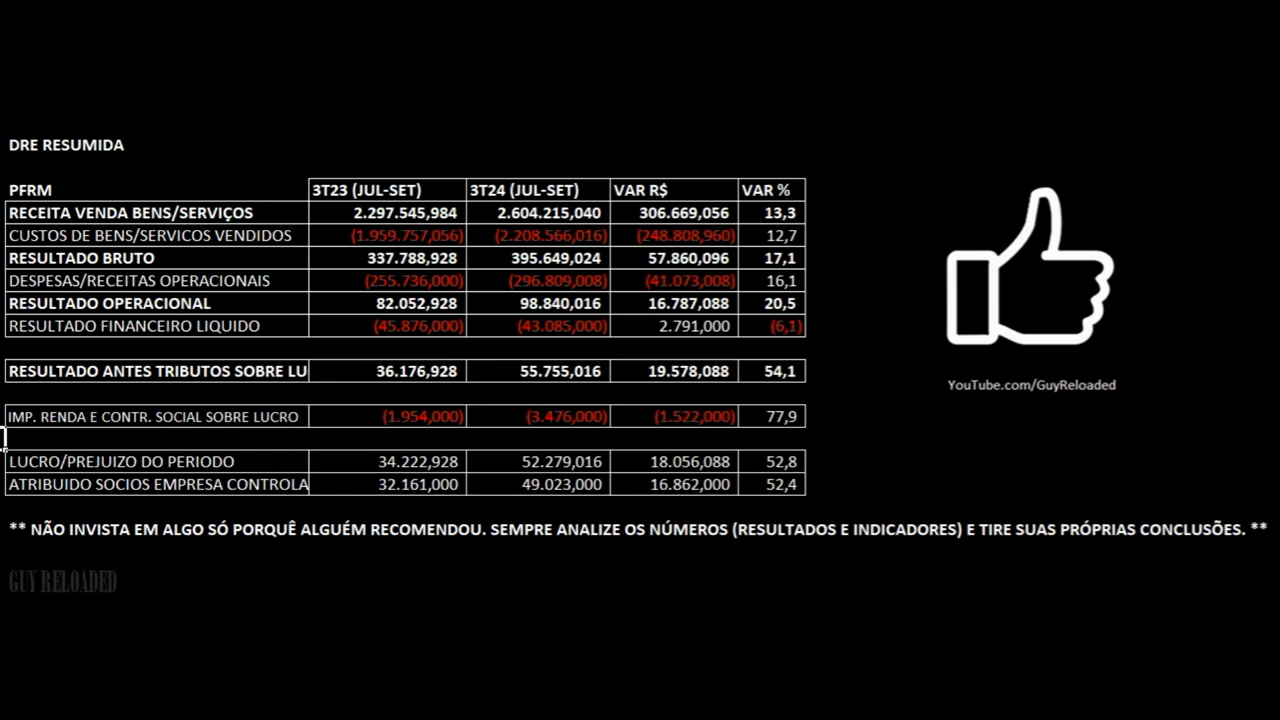 DRE RESUMIDA
PFRM 3T23 (JUL-SET) 3T24 (JUL-SET) VAR R$ VAR %
RECEITA VENDA BENS/SERVIÇOS 2.297.545,984 2.604.215,040 306.669,056 13,3
CUSTOS DE BENS/SERVICOS VENDIDOS (1.959.757,056) (2.208.566,016) (248.808,960) 12,7
RESULTADO BRUTO 337.788,928 395.649,024 57.860,096 17,1
DESPESAS/RECEITAS OPERACIONAIS (255.736,000) (296.809,008) (41.073,008) 16,1
RESULTADO OPERACIONAL 82.052,928 98.840,016 16.787,088 20,5
RESULTADO FINANCEIRO LIQUIDO (45.876,000) (43.085,000) 2.791,000 (6,1)
RESULTADO ANTES TRIBUTOS SOBRE LU 36.176,928 55.755,016 19.578,088 54,1
IMP. RENDA E CONTR. SOCIAL SOBRE LUCRO (1.954,000) (3.476,000) (1.522,000) 77,9
LUCRO/PREJUIZO DO PERIODO 34.222,928 52.279,016 18.056,088 52,8
ATRIBUIDO SOCIOS EMPRESA CONTROLA 32.161,000 49.023,000 16.862,000 52,4
YouTube.com/GuyReloaded
** NÃO INVISTA EM ALGO SÓ PORQUÊ ALGUÉM RECOMENDOU. SEMPRE ANALIZE OS NÚMEROS (RESULTADOS E INDICADORES) E TIRE SUAS PRÓPRIAS CONCLUSÕES. **
GUY RELOADED